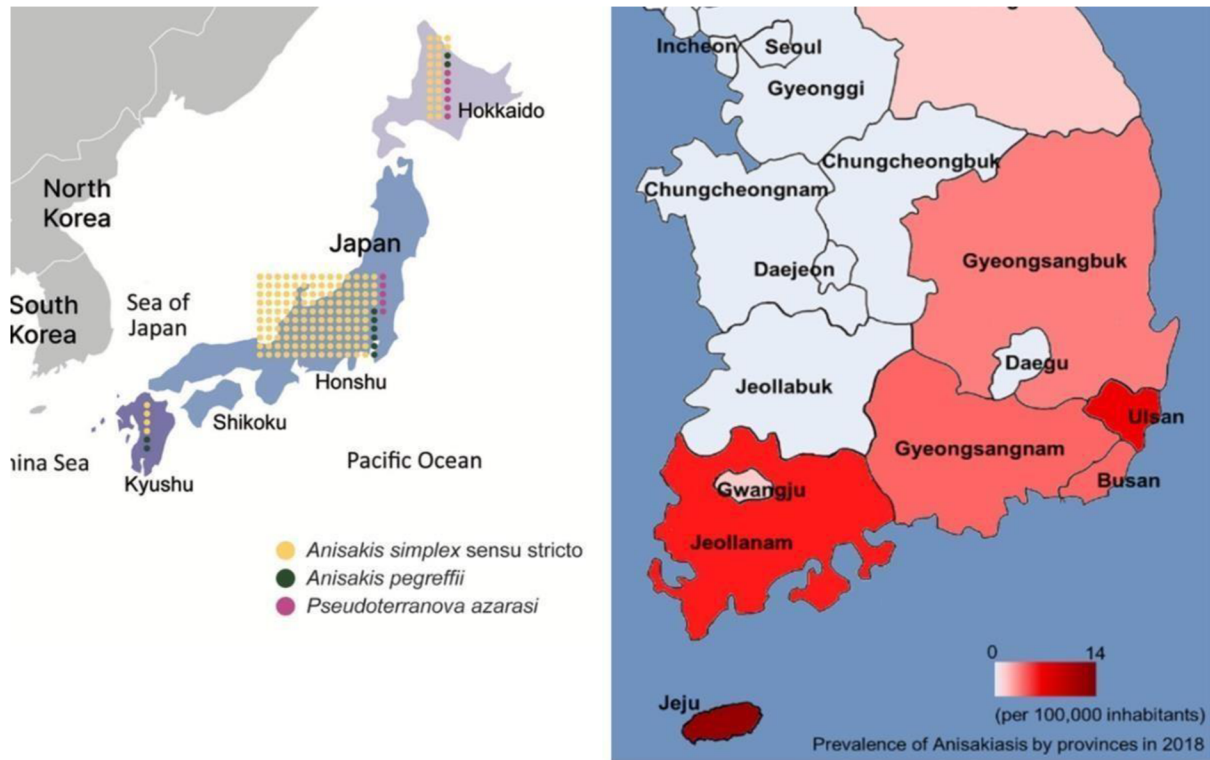 Hokkaido
North
Korea
Japan
South
Korea
Sea of
Japan
Honshu
Shikoku
hina Sea
Kyushu
Pacific Ocean
Anisakis simplex sensu stricto
Anisakis pegreffii
Pseudoterranova azarasi
Incheon
Seoul
Gyeonggi
Chungcheongbuk
Chungcheongnam
Daejeon
Gyeongsangbuk
Daegu
Jeollabuk
Ulsan
Gyeongsangnam
Busan
Gwangju
Jeollanam
Jeju
0 14
(per 100,000 inhabitants)
Prevalence of Anisakiasis by provinces in 2018